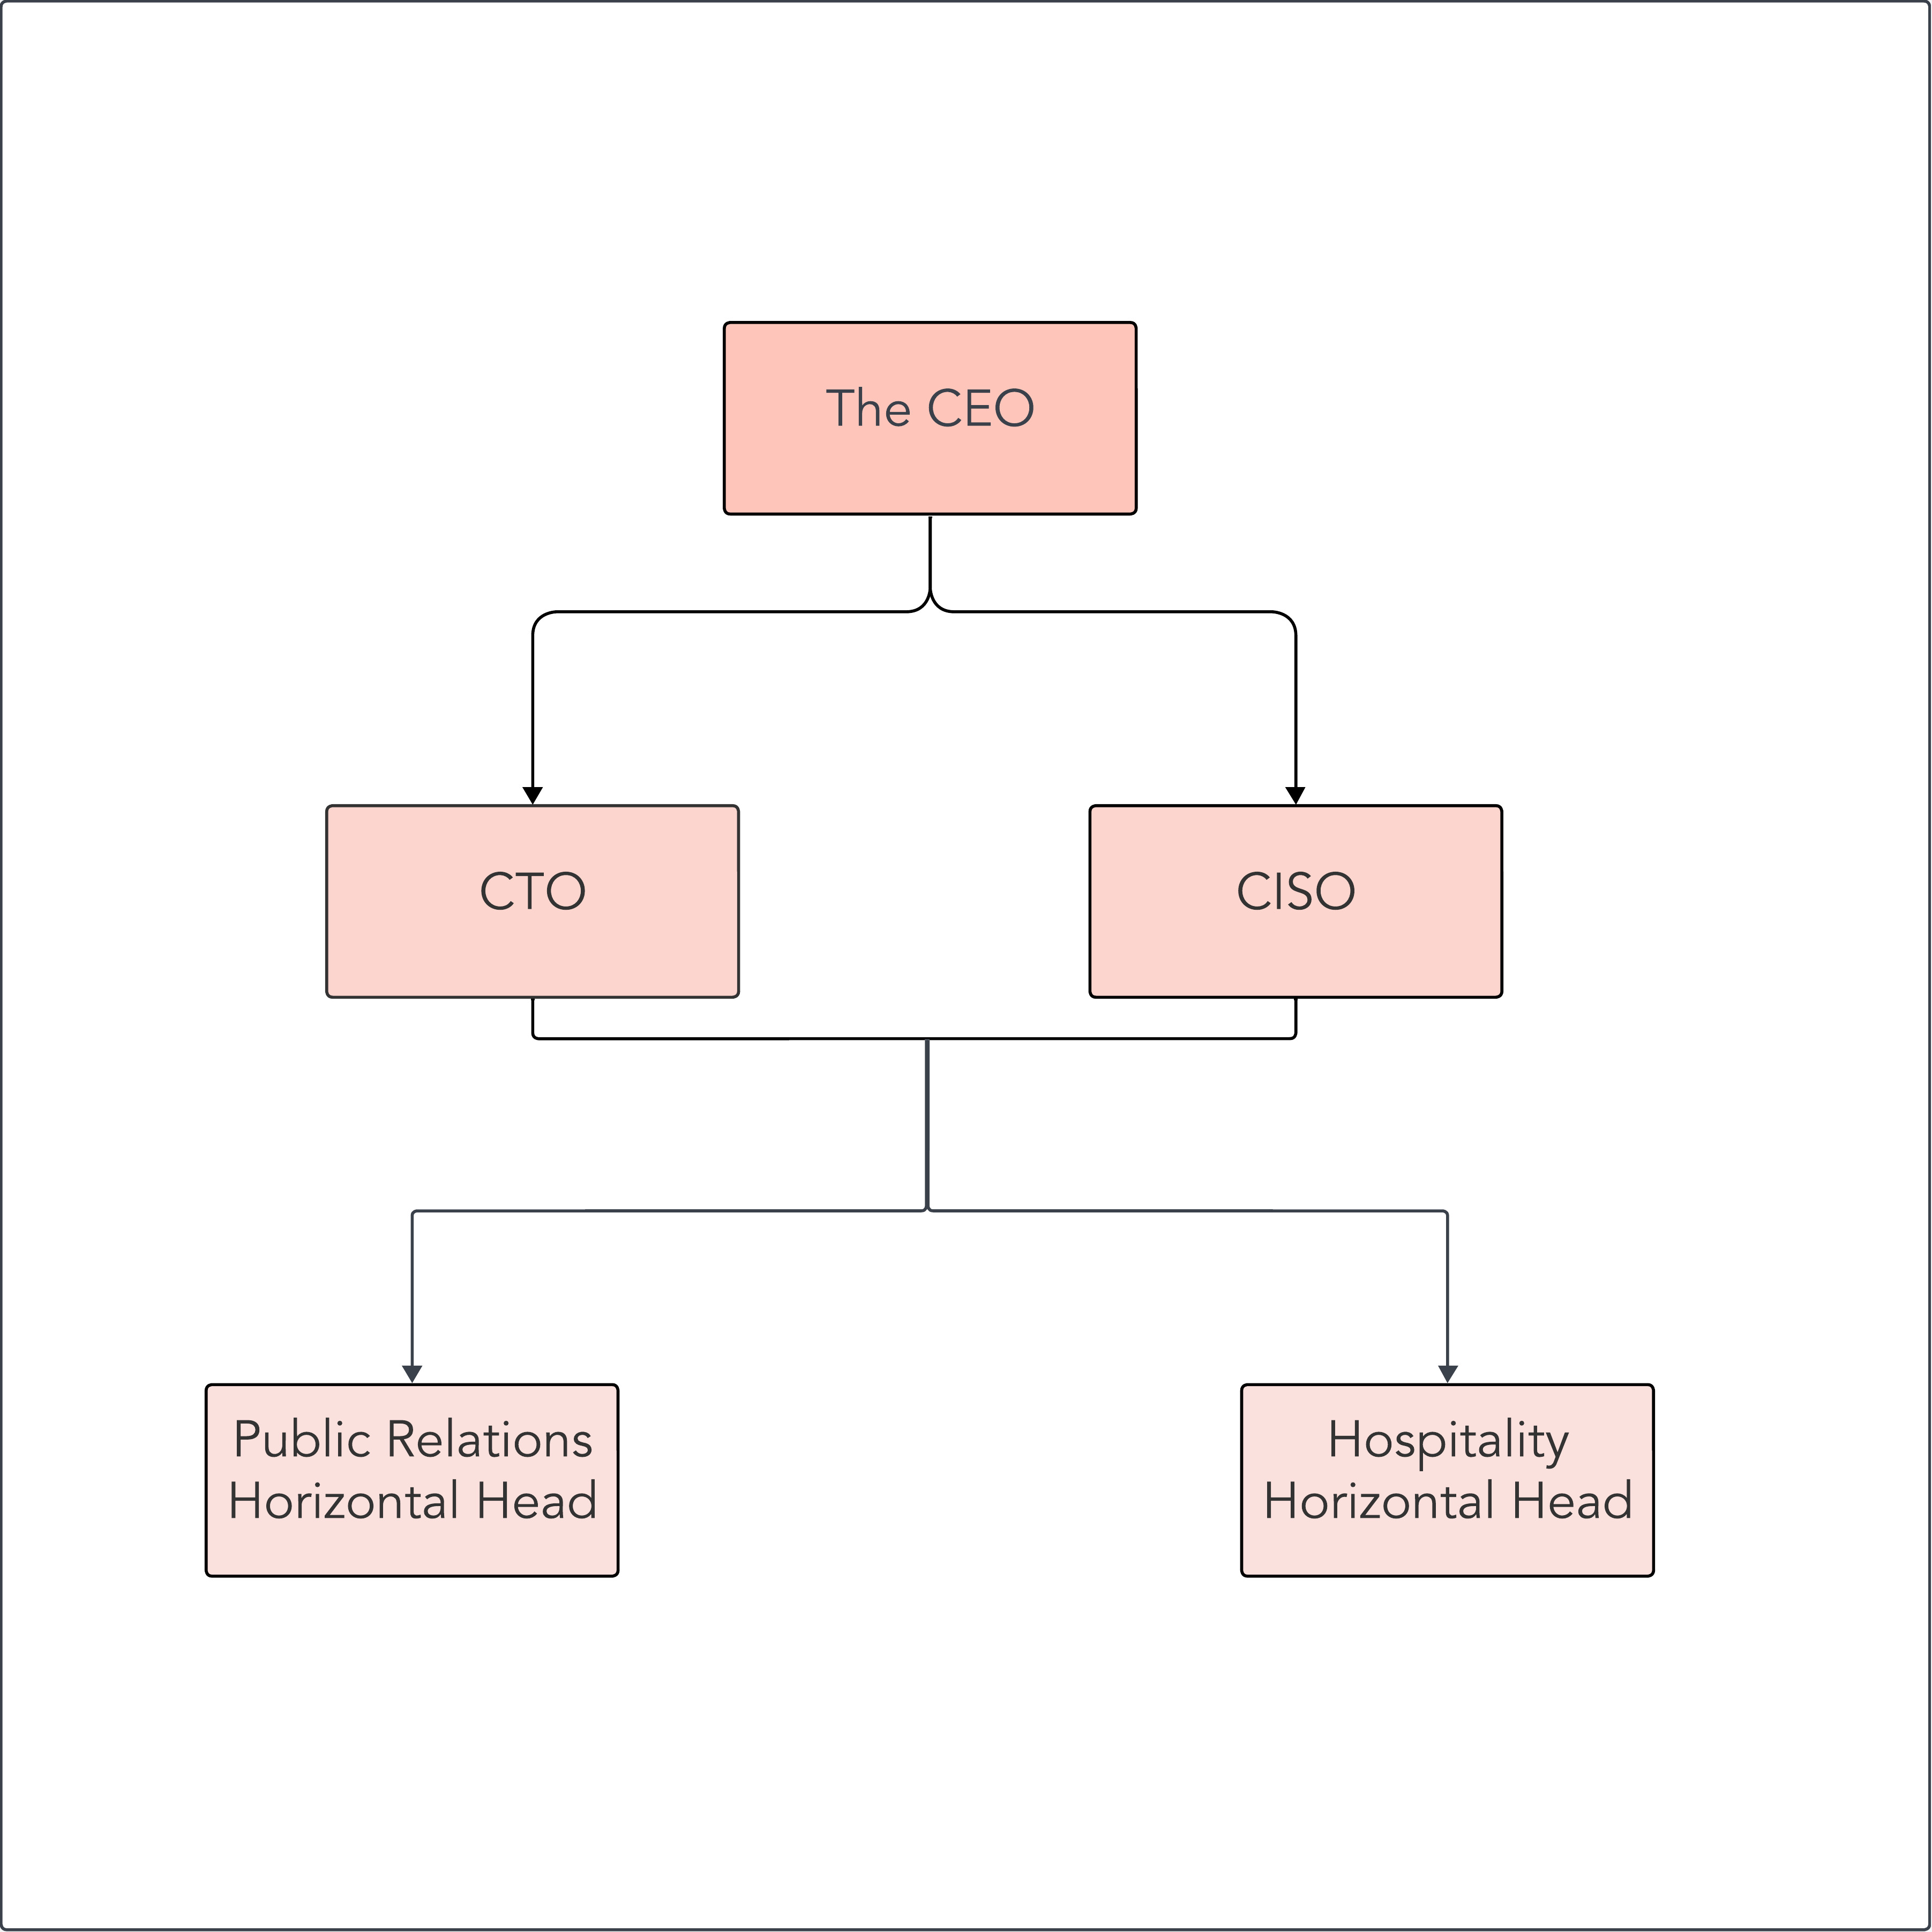 The CEO
CTO
CISO
Public Relations
Horizontal Head
Hospitality
Horizontal Head